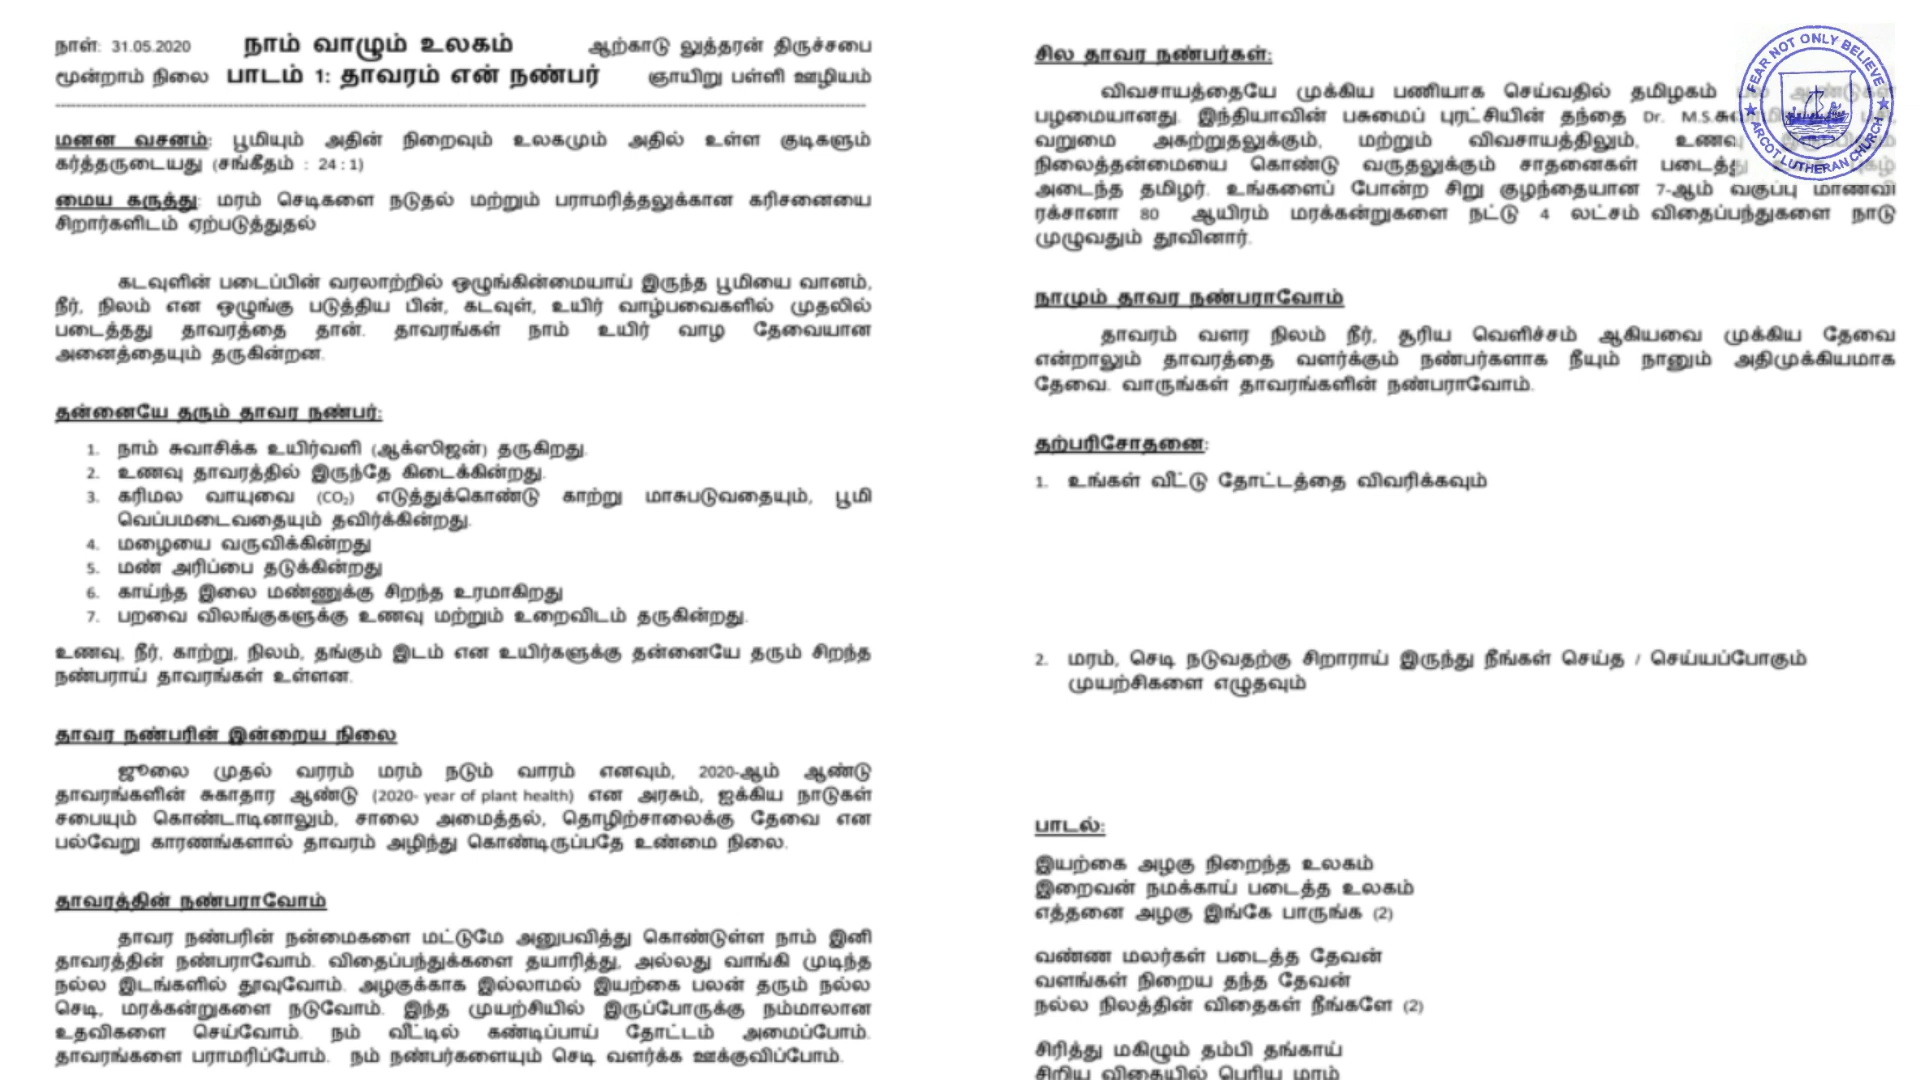 நாள்: 31.05.2020 நாம் வாழும் உலகம் ஆற்காடு லுத்தரன் திருச்சபை
மூன்றாம் நிலை பாடம் 1: தாவரம் என் நண்பர் ஞாயிறு பள்ளி ஊழியம்
மனன வசனம்: பூமியும் அதின் நிறைவும் உலகமும் அதில் உள்ள குடிகளும்
கர்த்தருடையது (சங்கீதம் : 24:1)
மைய கருத்து: மரம் செடிகளை நடுதல் மற்றும் பராமரித்தலுக்கான கரிசனையை
சிறார்களிடம் ஏற்படுத்துதல்
கடவுளின் படைப்பின் வரலாற்றில் ஒழுங்கின்மையாய் இருந்த பூமியை வானம்,
நீர், நிலம் என ஒழுங்கு படுத்திய பின், கடவுள், உயிர் வாழ்பவைகளில் முதலில்
படைத்தது தாவரத்தை தான். தாவரங்கள் நாம் உயிர் வாழ தேவையான
அனைத்தையும் தருகின்றன.
தன்னையே தரும் தாவர நண்பர்:
1. நாம் சுவாசிக்க உயிர்வளி (ஆக்ஸிஜன்) தருகிறது.
2. உணவு தாவரத்தில் இருந்தே கிடைக்கின்றது.
3. கரிமல வாயுவை (CO₂) எடுத்துக்கொண்டு காற்று மாசுபடுவதையும், பூமி
வெப்பமடைவதையும் தவிர்க்கின்றது.
4. மழையை வருவிக்கின்றது
5. மண் அரிப்பை தடுக்கின்றது
6. காய்ந்த இலை மண்ணுக்கு சிறந்த உரமாகிறது
7. பறவை விலங்குகளுக்கு உணவு மற்றும் உறைவிடம் தருகின்றது.
உணவு, நீர், காற்று, நிலம், தங்கும் இடம் என உயிர்களுக்கு தன்னையே தரும் சிறந்த
நண்பராய் தாவரங்கள் உள்ளன.
தாவர நண்பரின் இன்றைய நிலை
ஜூலை முதல் வரரம் மரம் நடும் வாரம் எனவும், 2020-ஆம் ஆண்டு
தாவரங்களின் சுகாதார ஆண்டு (2020- year of plant health) என அரசும், ஐக்கிய நாடுகள்
சபையும் கொண்டாடினாலும், சாலை அமைத்தல், தொழிற்சாலைக்கு தேவை என
பல்வேறு காரணங்களால் தாவரம் அழிந்து கொண்டிருப்பதே உண்மை நிலை.
தாவரத்தின் நண்பராவோம்
தாவர நண்பரின் நன்மைகளை மட்டுமே அனுபவித்து கொண்டுள்ள நாம் இனி
தாவரத்தின் நண்பராவோம். விதைப்பந்துக்களை தயாரித்து, அல்லது வாங்கி முடிந்த
நல்ல இடங்களில் தூவுவோம். அழகுக்காக இல்லாமல் இயற்கை பலன் தரும் நல்ல
செடி, மரக்கன்றுகளை நடுவோம். இந்த முயற்சியில் இருப்போருக்கு நம்மாலான
உதவிகளை செய்வோம். நம் வீட்டில் கண்டிப்பாய் தோட்டம் அமைப்போம்.
தாவரங்களை பராமரிப்போம். நம் நண்பர்களையும் செடி வளர்க்க ஊக்குவிப்போம்.
சில தாவர நண்பர்கள்:
விவசாயத்தையே முக்கிய பணியாக செய்வதில் தமிழகம்
பழமையானது. இந்தியாவின் பசுமைப் புரட்சியின் தந்தை Dr. M.S.
வறுமை அகற்றுதலுக்கும், மற்றும் விவசாயத்திலும், உணவு
நிலைத்தன்மையை கொண்டு வருதலுக்கும் சாதனைகள் படைத்து
அடைந்த தமிழர். உங்களைப் போன்ற சிறு குழந்தையான 7-ஆம் வகுப்பு மாணவி
ரக்சானா 80 ஆயிரம் மரக்கன்றுகளை நட்டு 4 லட்சம் விதைப்பந்துகளை நாடு
முழுவதும் தூவினார்.
நாமும் தாவர நண்பராவோம்
தாவரம் வளர நிலம் நீர், சூரிய வெளிச்சம் ஆகியவை முக்கிய தேவை
என்றாலும் தாவரத்தை வளர்க்கும் நண்பர்களாக நீயும் நானும் அதிமுக்கியமாக
தேவை. வாருங்கள் தாவரங்களின் நண்பராவோம்.
தற்பரிசோதனை:
1. உங்கள் வீட்டு தோட்டத்தை விவரிக்கவும்
2. மரம், செடி நடுவதற்கு சிறாராய் இருந்து நீங்கள் செய்த / செய்யப்போகும்
முயற்சிகளை எழுதவும்
பாடல்:
இயற்கை அழகு நிறைந்த உலகம்
இறைவன் நமக்காய் படைத்த உலகம்
எத்தனை அழகு இங்கே பாருங்க (2)
வண்ண மலர்கள் படைத்த தேவன்
வளங்கள் நிறைய தந்த தேவன்
நல்ல நிலத்தின் விதைகள் நீங்களே (2)
சிரித்து மகிழும் தம்பி தங்காய்
சிறிய விதையில் பெரிய மரம்
FEAR NOT ONLY BELIEVE
ARCOT LUTHERAN CHURCH